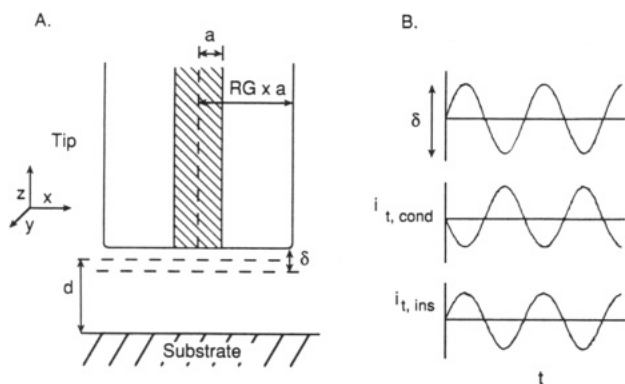 A.
a
RG x a
Tip
z
x
y
d
δ
Substrate
B.
δ
i t, cond
i t, ins
t